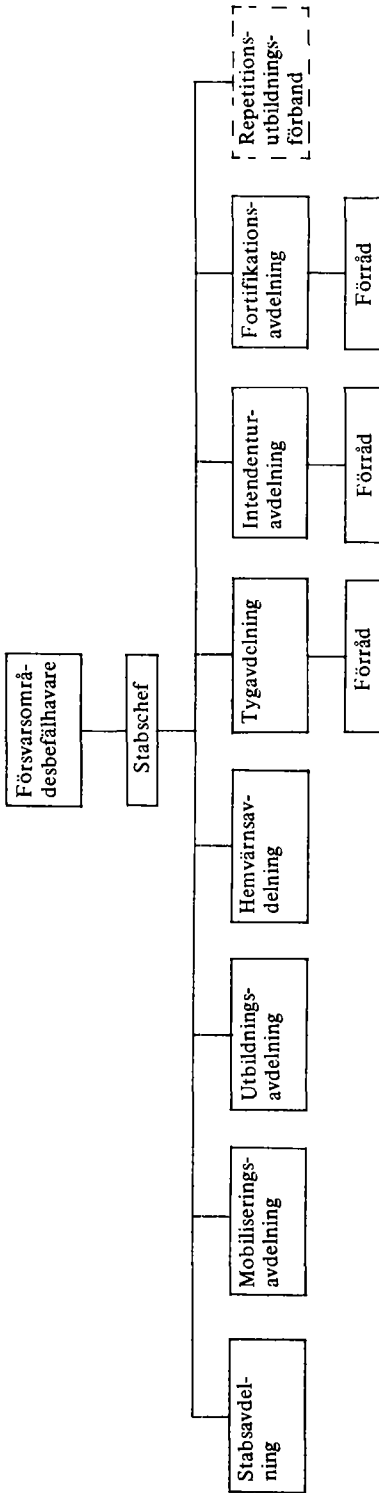 Försvarsområ-
desbefälhavare
Stabschef
Stabsavdel-
ning
Mobiliserings-
avdelning
Utbildnings-
avdelning
Hemvärnsav-
delning
Tygavdelning
Intendentur-
avdelning
Fortifikations-
avdelning
Repetitions-
utbildnings-
förband
Förråd
Förråd
Förråd